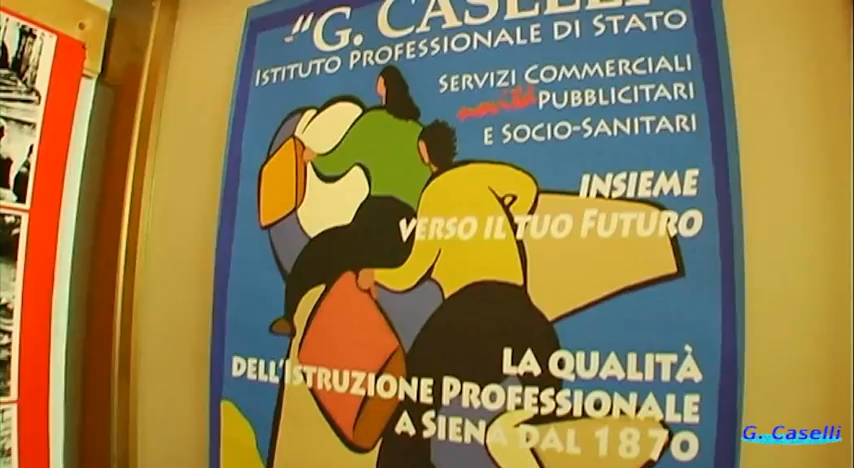 "G. CASELLI"
ISTITUTO PROFESSIONALE DI STATO
SERVIZI COMMERCIALI
novità PUBBLICITARI
E SOCIO-SANITARI
INSIEME
VERSO IL TUO FUTURO
LA QUALITÀ
DELL'ISTRUZIONE PROFESSIONALE
A SIENA DAL 1870
G. Caselli